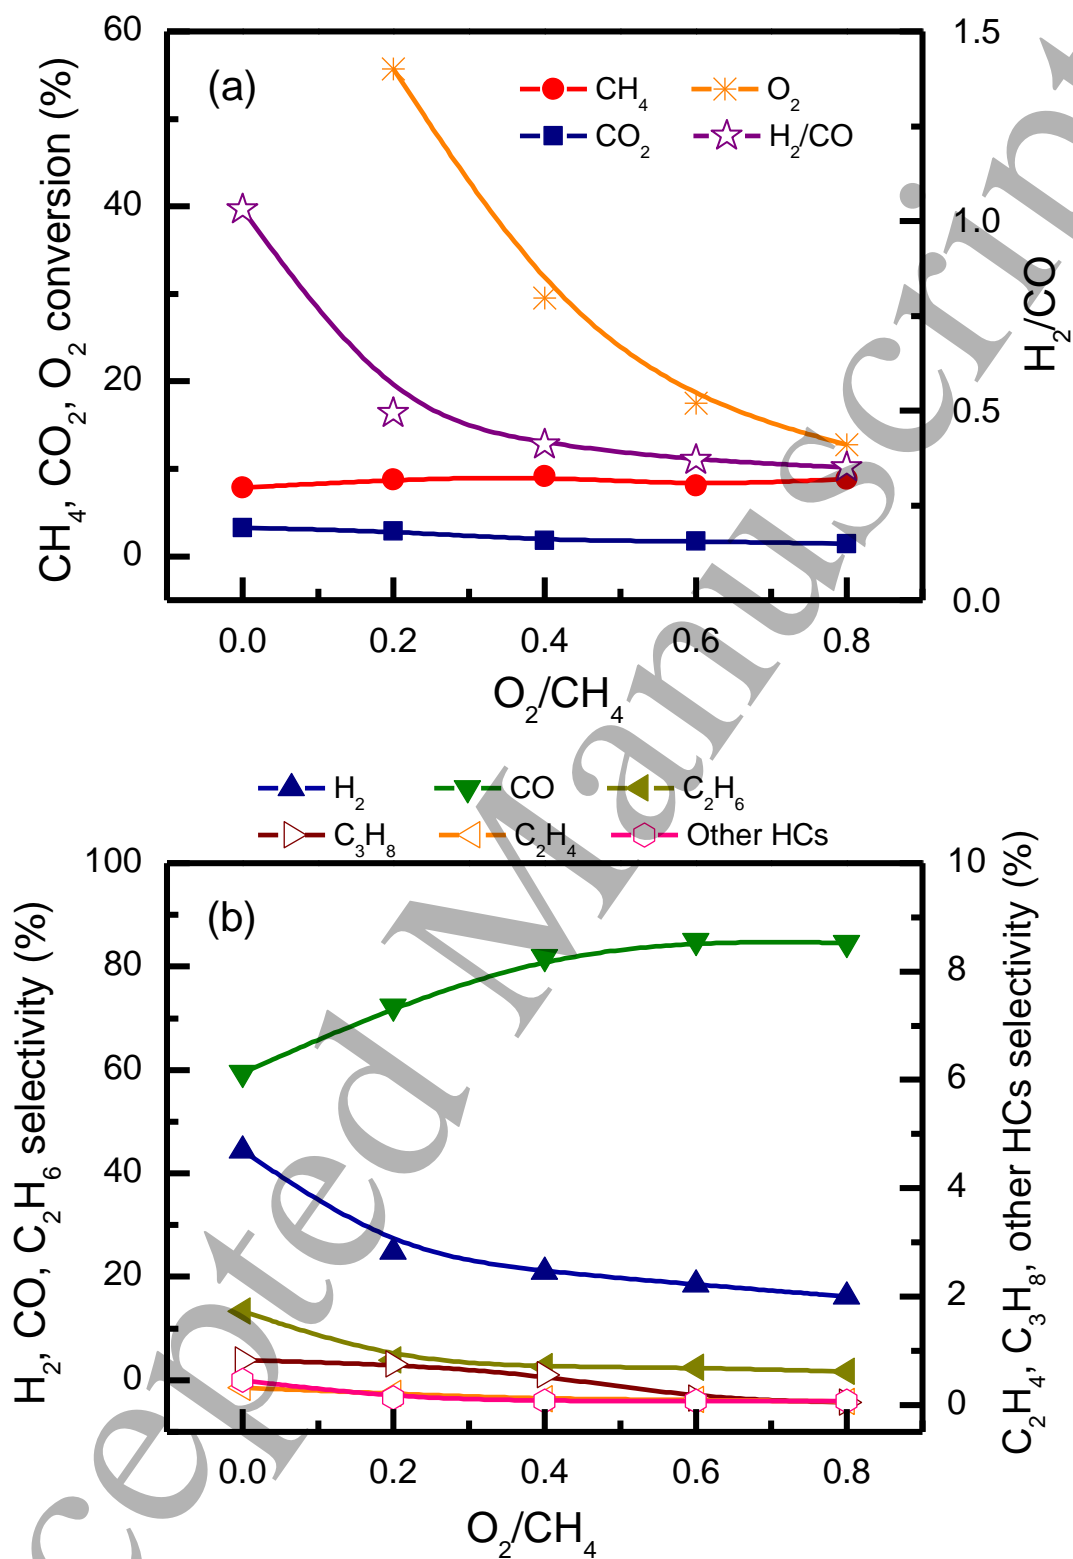 60
1.5
(a)
CH4
O2
CO2
H2/CO
40
1.0
20
0.5
0
0.0
CH4, CO2, O2 conversion (%)
H2/CO
0.0 0.2 0.4 0.6 0.8
O2/CH4
H2
CO
C2H6
C3H8
C2H4
Other HCs
100
10
(b)
80
8
60
6
40
4
20
2
0
0
H2, CO, C2H6 selectivity (%)
C2H4, C3H8, other HCs selectivity (%)
0.0 0.2 0.4 0.6 0.8
O2/CH4
cepted Manuscript